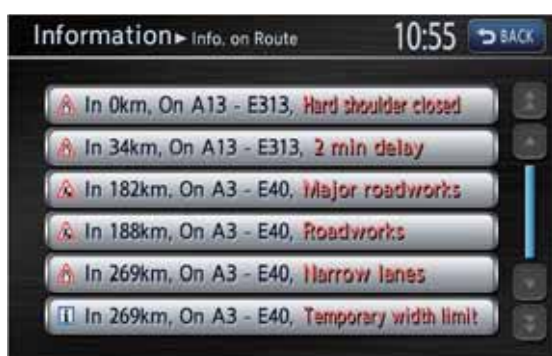 Information ▶ Info. on Route 10:55 BACK
In 0km, On A13 - E313, Hard shoulder closed
In 34km, On A13 - E313, 2 min delay
In 182km, On A3 - E40, Major roadworks
In 188km, On A3 - E40, Roadworks
In 269km, On A3 - E40, Narrow lanes
In 269km, On A3 - E40, Temporary width limit